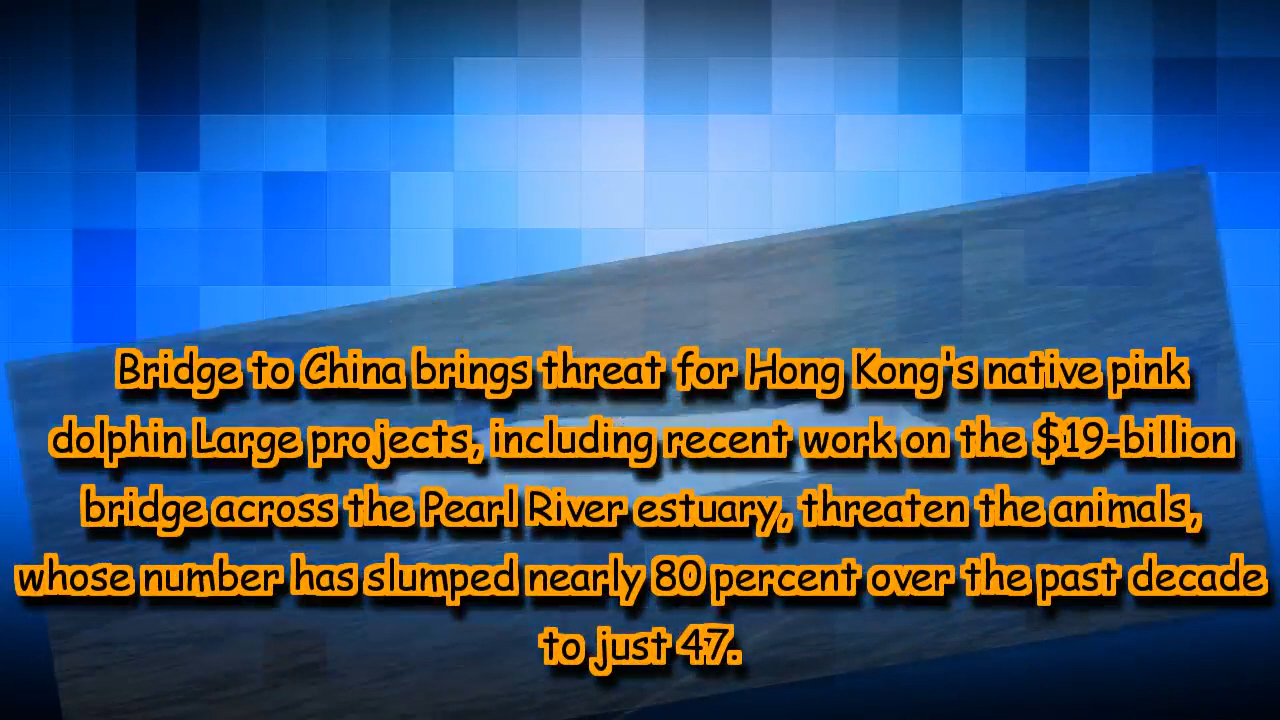 Bridge to China brings threat for Hong Kong's native pink
dolphin Large projects, including recent work on the $19-billion
bridge across the Pearl River estuary, threaten the animals,
whose number has slumped nearly 80 percent over the past decade
to just 47.